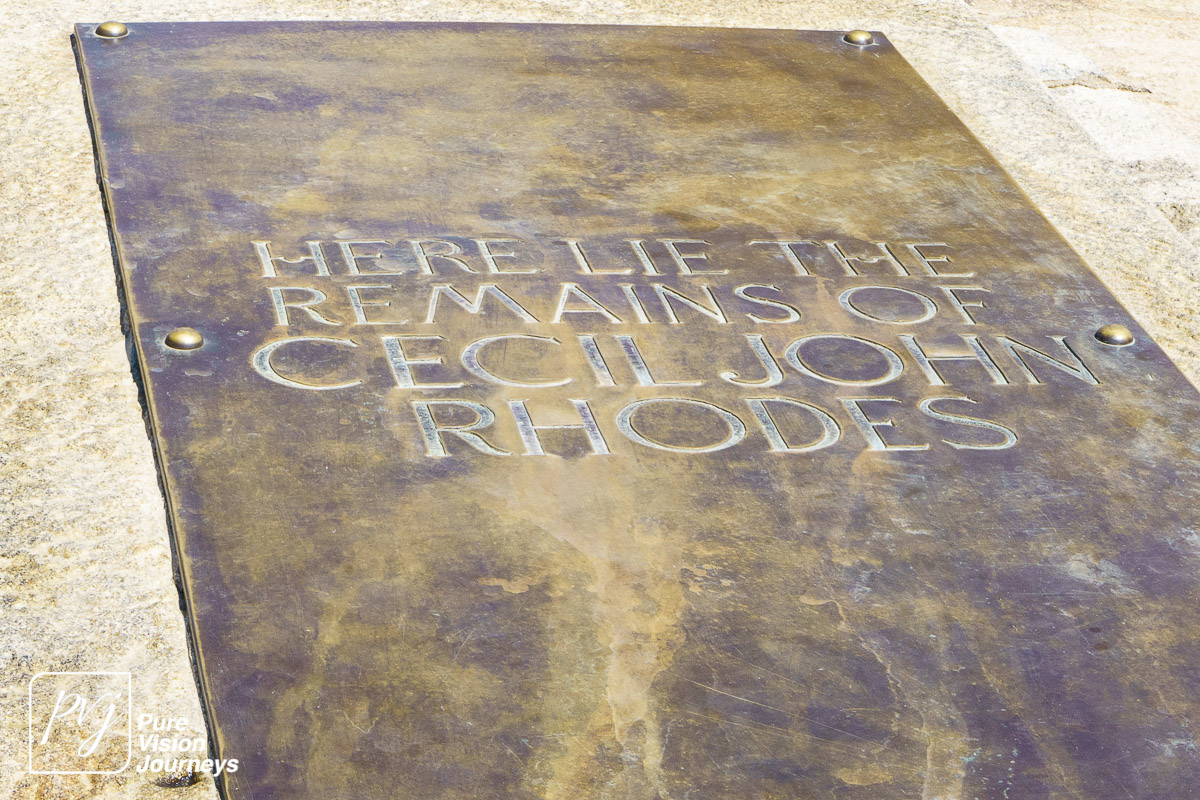 HERE LIE THE
REMAINS OF
CECIL JOHN
RHODES
pvj
Pure
Vision
Journeys